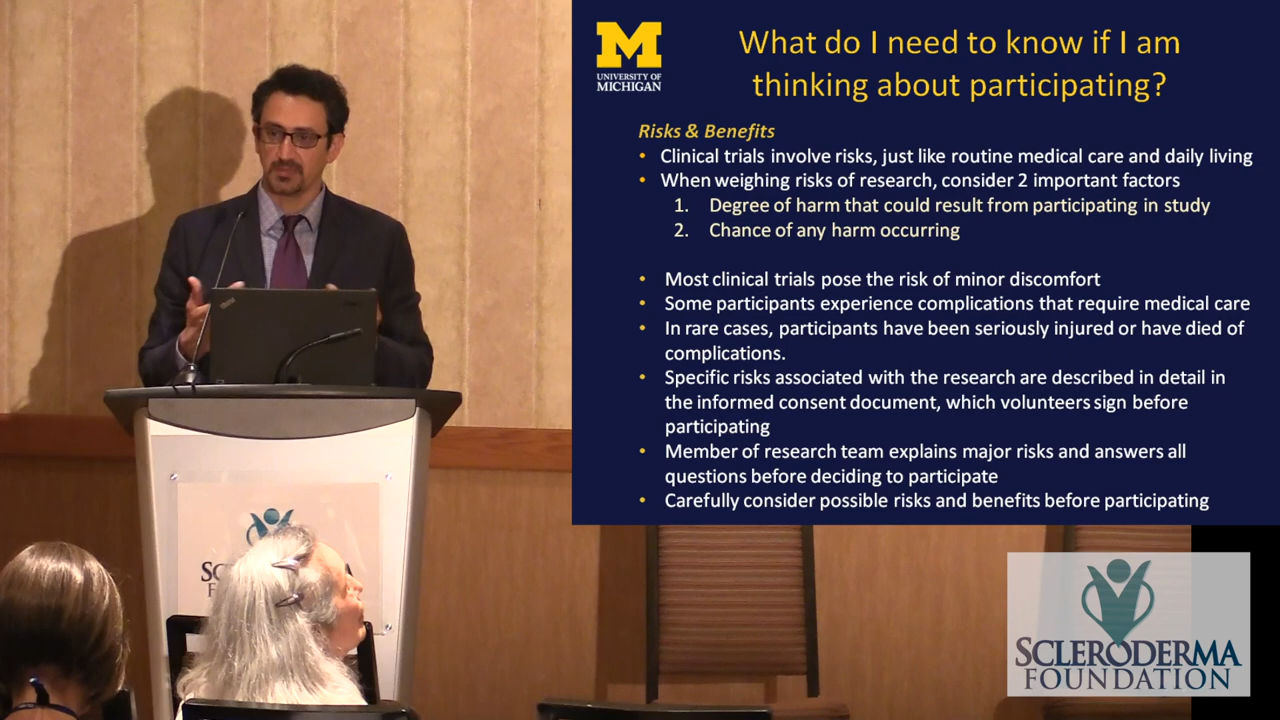 M
UNIVERSITY OF
MICHIGAN
What do I need to know if I am
thinking about participating?
Risks & Benefits
• Clinical trials involve risks, just like routine medical care and daily living
• When weighing risks of research, consider 2 important factors
1. Degree of harm that could result from participating in study
2. Chance of any harm occurring
• Most clinical trials pose the risk of minor discomfort
• Some participants experience complications that require medical care
• In rare cases, participants have been seriously injured or have died of
complications.
• Specific risks associated with the research are described in detail in
the informed consent document, which volunteers sign before
participating
• Member of research team explains major risks and answers all
questions before deciding to participate
• Carefully consider possible risks and benefits before participating
SCLERODERMA
FOUNDATION